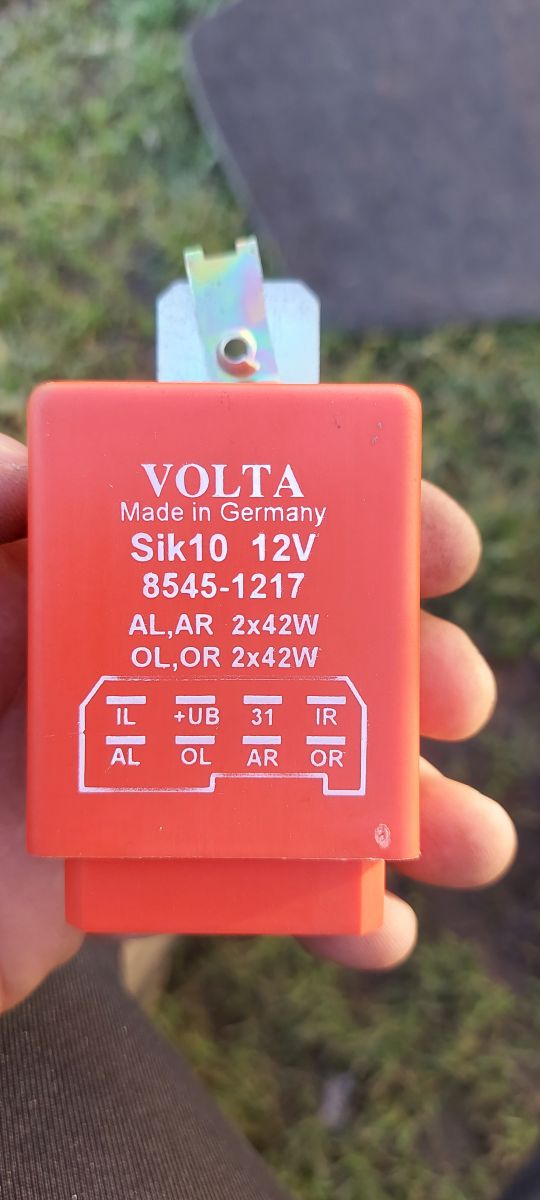 VOLTA
Made in Germany
Sik10 12V
8545-1217
AL,AR 2x42W
OL,OR 2x42W
IL +UB 31 IR
AL OL AR OR